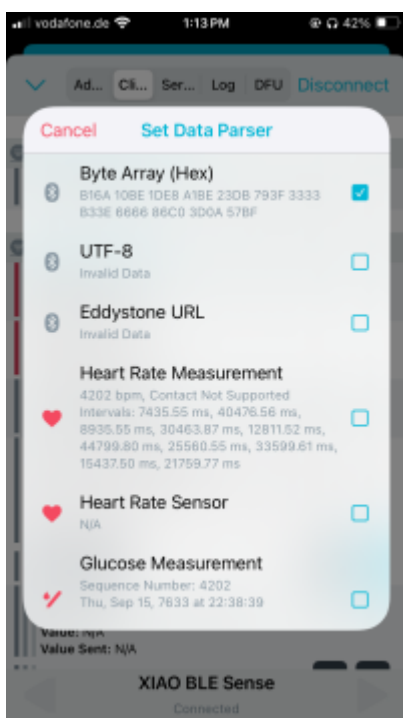 vodafone.de 1:13 PM 42%
Ad... Cli... Ser... Log DFU Disconnect
Cancel Set Data Parser
Byte Array (Hex)
B16A 10BE 1DE8 A1BE 23DB 793F 3333
B33E 6666 86C0 3D0A 57BF
UTF-8
Invalid Data
Eddystone URL
Invalid Data
Heart Rate Measurement
4202 bpm, Contact Not Supported
Intervals: 7435.55 ms, 40476.56 ms,
8935.55 ms, 30463.87 ms, 12811.52 ms,
44799.80 ms, 25560.55 ms, 33599.61 ms,
15437.50 ms, 21759.77 ms
Heart Rate Sensor
N/A
Glucose Measurement
Sequence Number: 4202
Thu, Sep 15, 7633 at 22:38:39
Value: N/A
Value Sent: N/A
XIAO BLE Sense
Connected